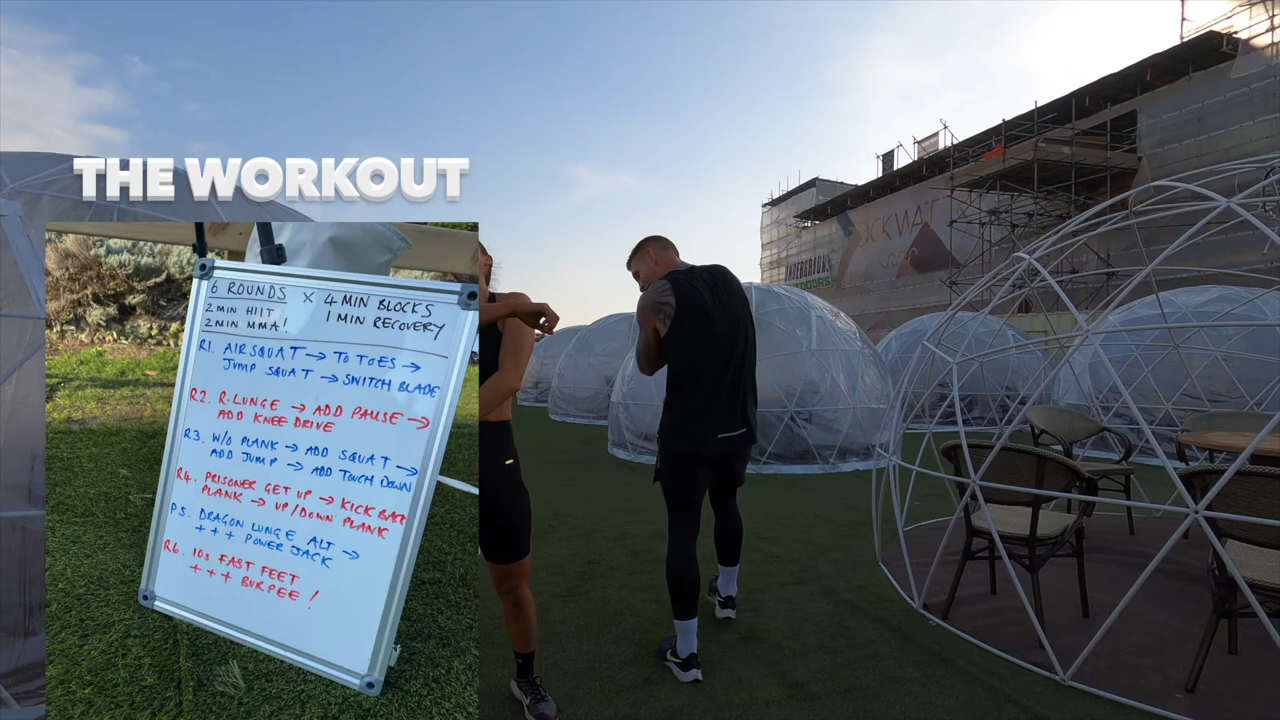 THE WORKOUT
6 ROUNDS X 4 MIN BLOCKS
2 MIN HIIT 1 MIN RECOVERY
2 MIN MMA!
R1. AIRSQUAT → TO TOES →
JUMP SQUAT → SWITCH BLADE
R2. R.LUNGE → ADD PAUSE →
ADD KNEE DRIVE
R3. W/O PLANK → ADD SQUAT →
ADD JUMP → ADD TOUCH DOWN
R4. PRISONER GET UP → KICK BACK
PLANK → UP/DOWN PLANK
R5. DRAGON LUNGE ALT →
+++ POWER JACK
R6. 10s FAST FEET
+++ BURPEE!
OCKWATTX
UNDERCROFT